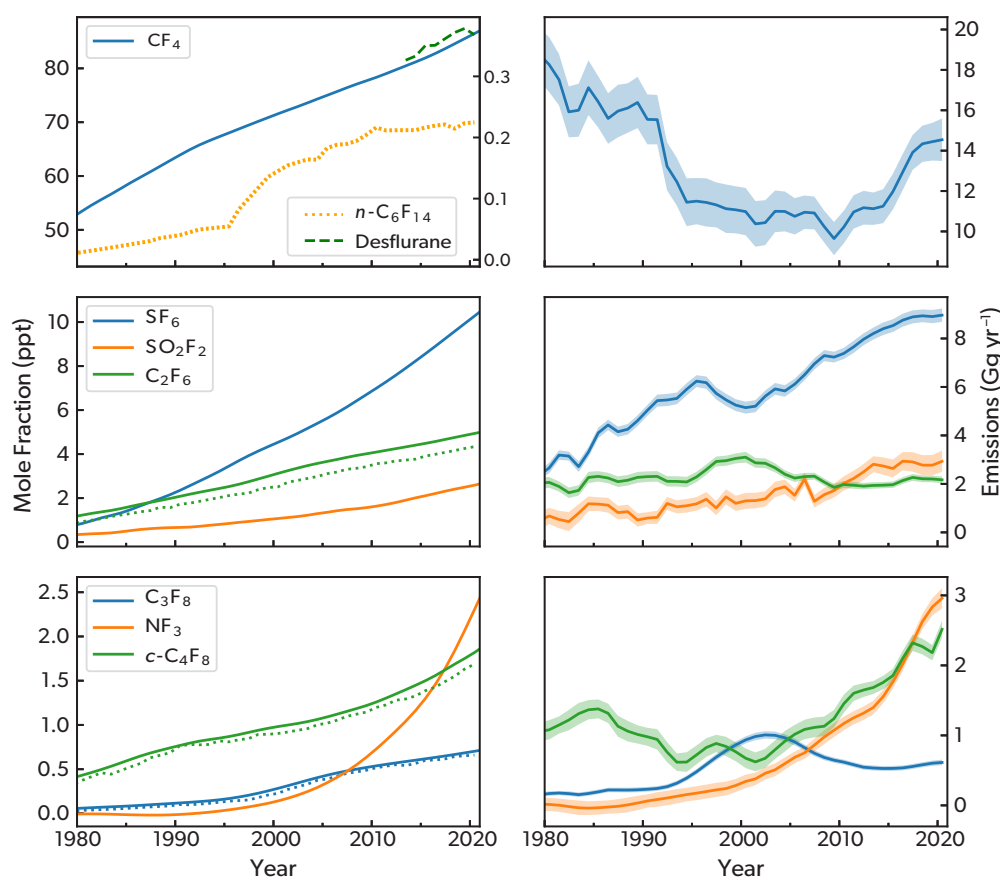 CF₄
80
70
60
50
0.3
0.2
0.1
0.0
n-C₆F₁₄
Desflurane
20
18
16
14
12
10
Mole Fraction (ppt)
10
8
6
4
2
0
SF₆
SO₂F₂
C₂F₆
8
6
4
2
0
Emissions (Gg yr⁻¹)
2.5
2.0
1.5
1.0
0.5
0.0
C₃F₈
NF₃
c-C₄F₈
3
2
1
0
1980 1990 2000 2010 2020
Year
1980 1990 2000 2010 2020
Year